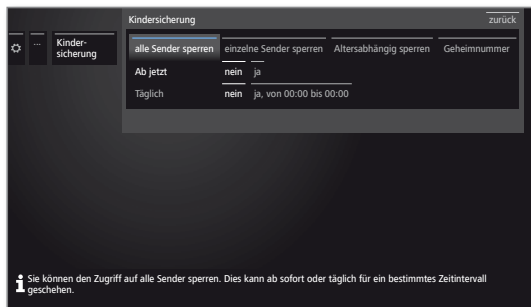 Kindersicherung zurück
... Kinder-
sicherung
alle Sender sperren einzelne Sender sperren Altersabhängig sperren Geheimnummer
Ab jetzt nein ja
Täglich nein ja, von 00:00 bis 00:00
Sie können den Zugriff auf alle Sender sperren. Dies kann ab sofort oder täglich für ein bestimmtes Zeitintervall
geschehen.